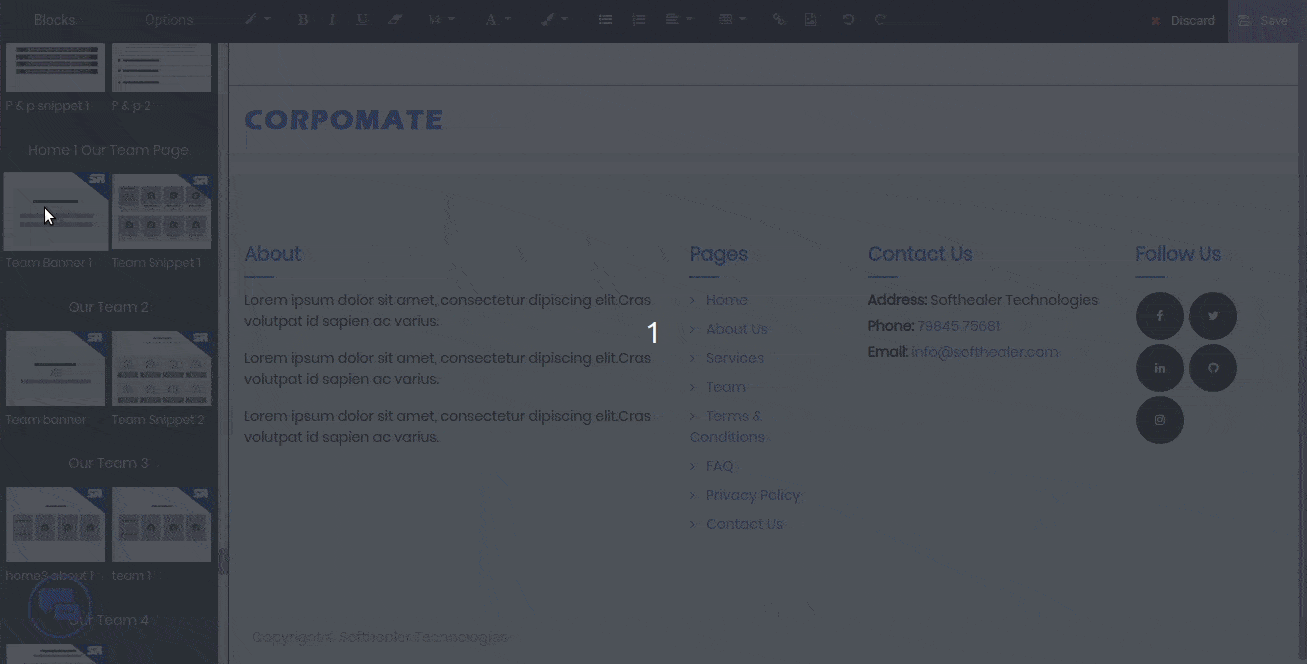 Blocks
Options
B I U
A
Discard
Save
P & p snippet 1
P & p 2
Home 1 Our Team Page
Team Banner 1
Team Snippet 1
Our Team 2
Team banner
Team Snippet 2
Our Team 3
home3 about 1
team 1
Our Team 4
CORPOMATE
About
Lorem ipsum dolor sit amet, consectetur dipiscing elit.Cras
volutpat id sapien ac varius.
Lorem ipsum dolor sit amet, consectetur dipiscing elit.Cras
volutpat id sapien ac varius.
Lorem ipsum dolor sit amet, consectetur dipiscing elit.Cras
volutpat id sapien ac varius.
1
Pages
Home
About Us
Services
Team
Terms &
Conditions
FAQ
Privacy Policy
Contact Us
Contact Us
Address: Softhealer Technologies
Phone: 79845 75681
Email: info@softhealer.com
Follow Us
Copyright © Softhealer Technologies